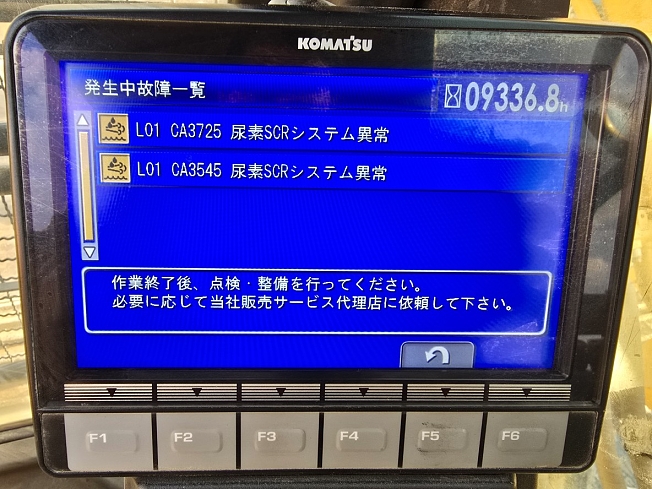 KOMATSU
発生中故障一覧
09336.8h
L01 CA3725 尿素SCRシステム異常
L01 CA3545 尿素SCRシステム異常
作業終了後、点検・整備を行ってください。
必要に応じて当社販売サービス代理店に依頼して下さい。
F1 F2 F3 F4 F5 F6